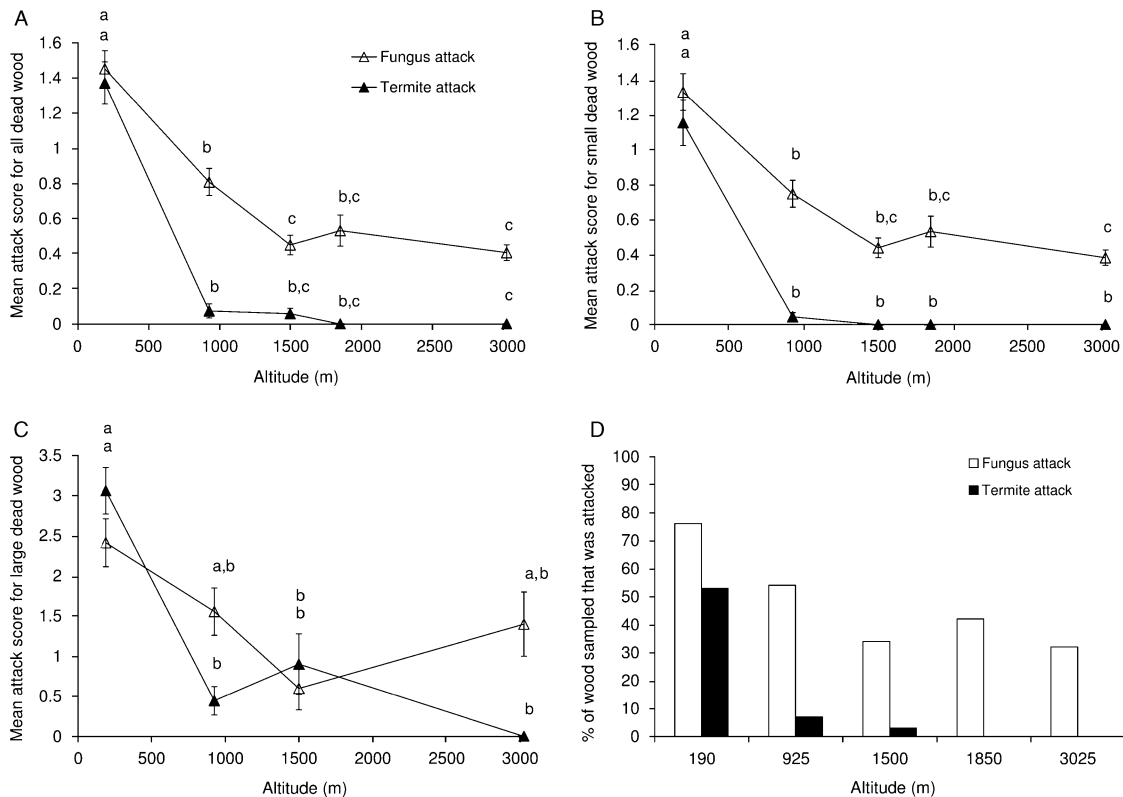 A
Mean attack score for all dead wood
1.6
1.4
1.2
1
0.8
0.6
0.4
0.2
0
a
a
b
c
b,c
c
b
b,c
b,c
c
Fungus attack
Termite attack
0 500 1000 1500 2000 2500 3000
Altitude (m)
B
Mean attack score for small dead wood
1.6
1.4
1.2
1
0.8
0.6
0.4
0.2
0
a
a
b
b,c
b,c
c
b
b
b
b
0 500 1000 1500 2000 2500 3000
Altitude (m)
C
Mean attack score for large dead wood
3.5
3
2.5
2
1.5
1
0.5
0
a
a
a,b
b
b
a,b
b
b
0 500 1000 1500 2000 2500 3000
Altitude (m)
D
% of wood sampled that was attacked
100
90
80
70
60
50
40
30
20
10
0
Fungus attack
Termite attack
190 925 1500 1850 3025
Altitude (m)